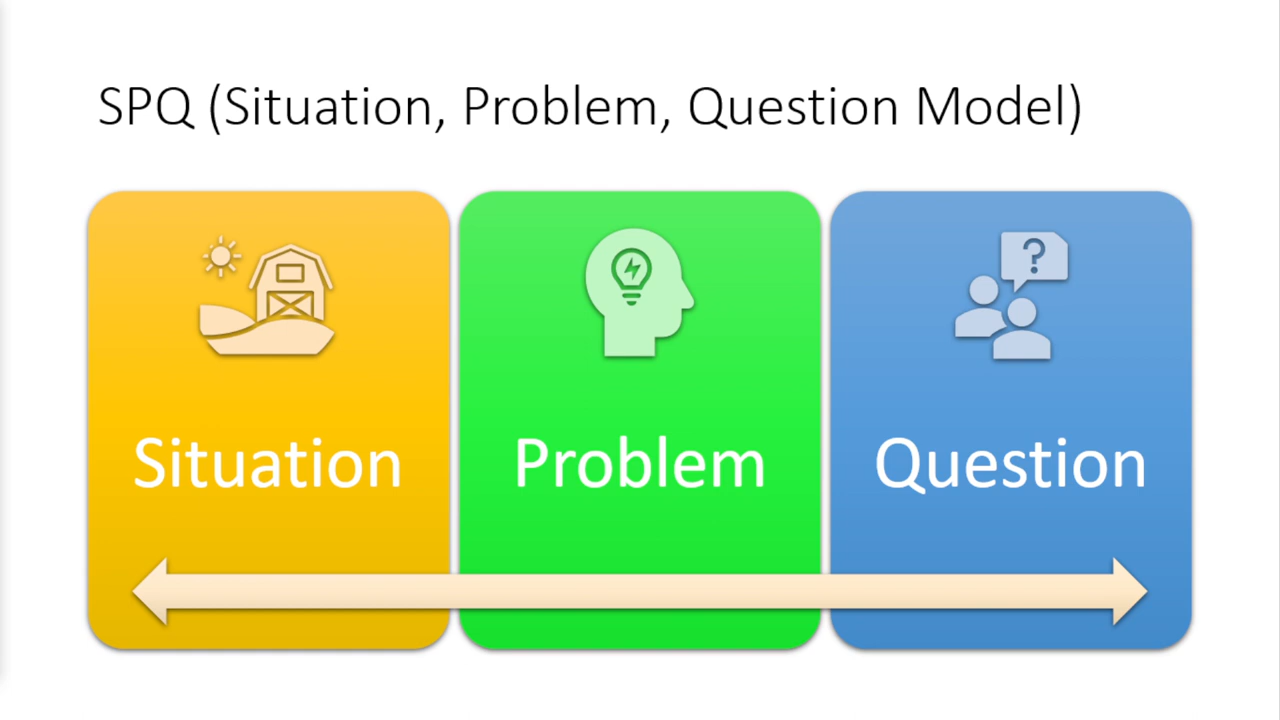 SPQ (Situation, Problem, Question Model)
?
Situation
Problem
Question